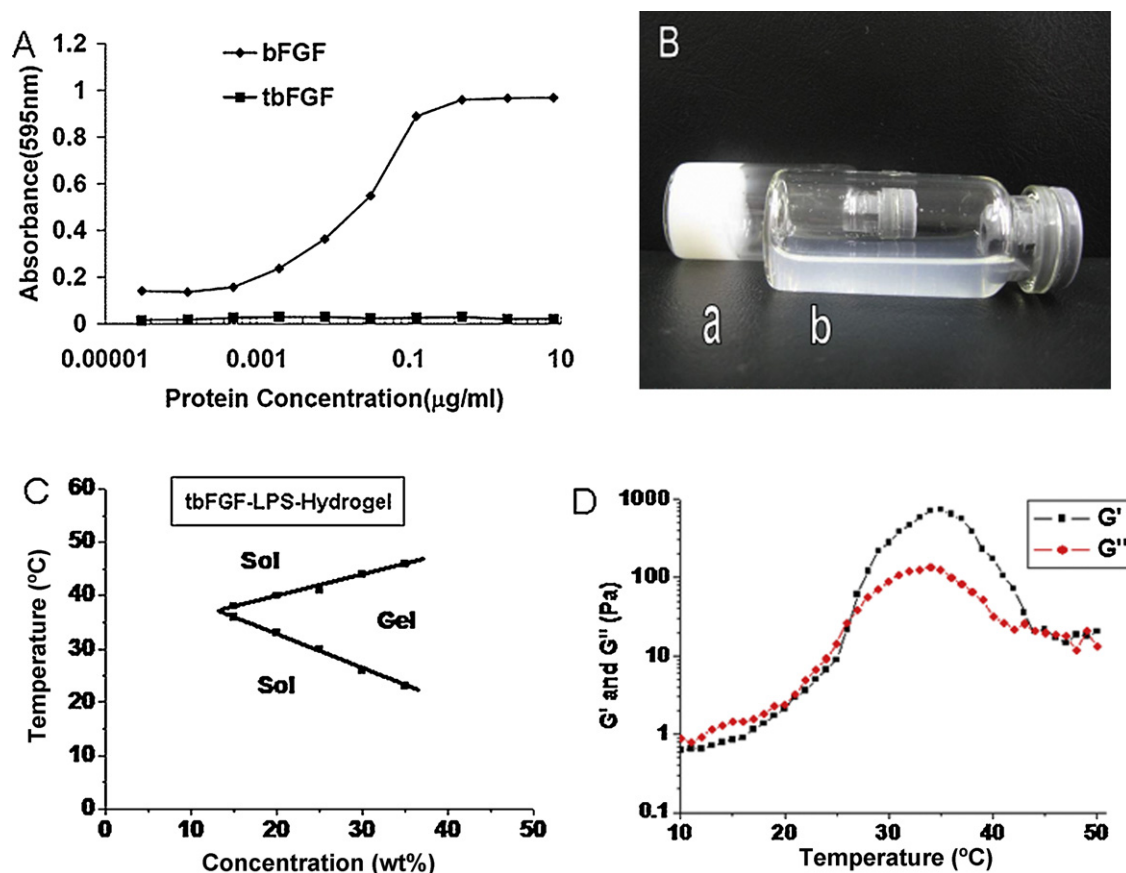 A
1.2
1
0.8
0.6
0.4
0.2
0
bFGF
tbFGF
Absorbance(595nm)
0.00001 0.001 0.1 10
Protein Concentration(μg/ml)
B
a b
C
60
50
40
30
20
10
0
tbFGF-LPS-Hydrogel
Sol
Gel
Sol
Temperature (ºC)
0 10 20 30 40 50
Concentration (wt%)
D
1000
100
10
1
0.1
G'
G''
G' and G'' (Pa)
10 20 30 40 50
Temperature (ºC)